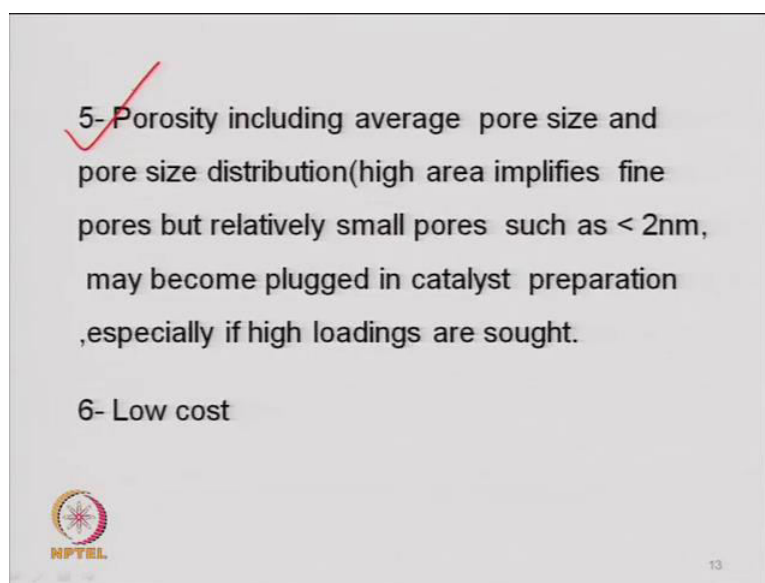 5- Porosity including average pore size and
pore size distribution(high area implifies fine
pores but relatively small pores such as < 2nm,
may become plugged in catalyst preparation
,especially if high loadings are sought.
6- Low cost
NPTEL
13